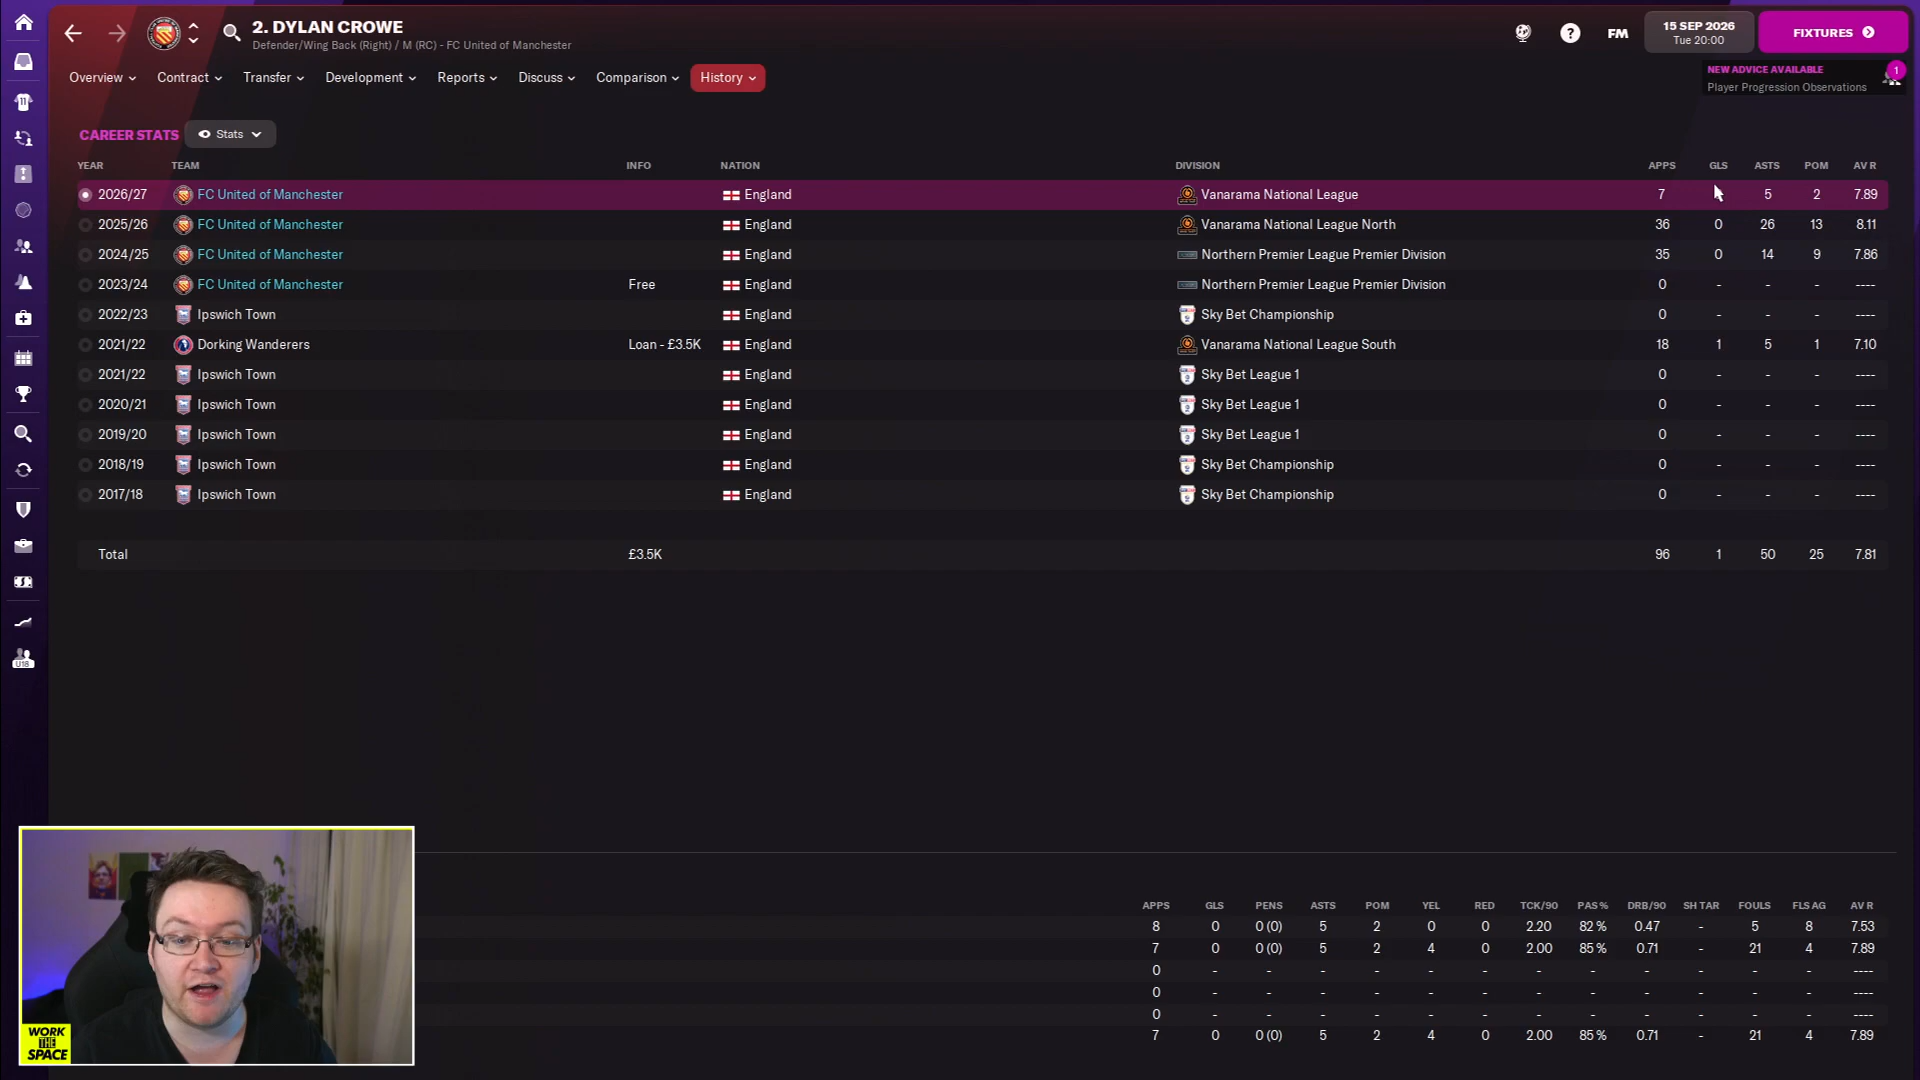 2. DYLAN CROWE
Defender/Wing Back (Right) / M (RC) - FC United of Manchester
FM
15 SEP 2026
Tue 20:00
FIXTURES
Overview Contract Transfer Development Reports Discuss Comparison History
NEW ADVICE AVAILABLE
Player Progression Observations
1
CAREER STATS Stats
YEAR TEAM INFO NATION DIVISION APPS GLS ASTS POM AV R
2026/27 FC United of Manchester England Vanarama National League 7 5 2 7.89
2025/26 FC United of Manchester England Vanarama National League North 36 0 26 13 8.11
2024/25 FC United of Manchester England Northern Premier League Premier Division 35 0 14 9 7.86
2023/24 FC United of Manchester Free England Northern Premier League Premier Division 0 - - - ----
2022/23 Ipswich Town England Sky Bet Championship 0 - - - ----
2021/22 Dorking Wanderers Loan - £3.5K England Vanarama National League South 18 1 5 1 7.10
2021/22 Ipswich Town England Sky Bet League 1 0 - - - ----
2020/21 Ipswich Town England Sky Bet League 1 0 - - - ----
2019/20 Ipswich Town England Sky Bet League 1 0 - - - ----
2018/19 Ipswich Town England Sky Bet Championship 0 - - - ----
2017/18 Ipswich Town England Sky Bet Championship 0 - - - ----
Total £3.5K 96 1 50 25 7.81
APPS GLS PENS ASTS POM YEL RED TCK/90 PAS % DRB/90 SH TAR FOULS FLS AG AV R
8 0 0 (0) 5 2 0 0 2.20 82 % 0.47 - 5 8 7.53
7 0 0 (0) 5 2 4 0 2.00 85 % 0.71 - 21 4 7.89
0 - - - - - - - - - - - - ----
0 - - - - - - - - - - - - ----
0 - - - - - - - - - - - - ----
7 0 0 (0) 5 2 4 0 2.00 85 % 0.71 - 21 4 7.89
U18
WORK
THE
SPACE